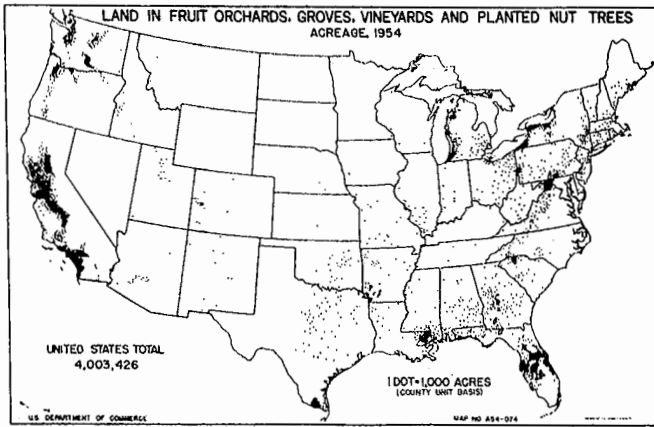 LAND IN FRUIT ORCHARDS, GROVES, VINEYARDS AND PLANTED NUT TREES
ACREAGE, 1954
UNITED STATES TOTAL
4,003,426
1 DOT=1,000 ACRES
(COUNTY UNIT BASIS)
U.S. DEPARTMENT OF COMMERCE
MAP NO. A54-074